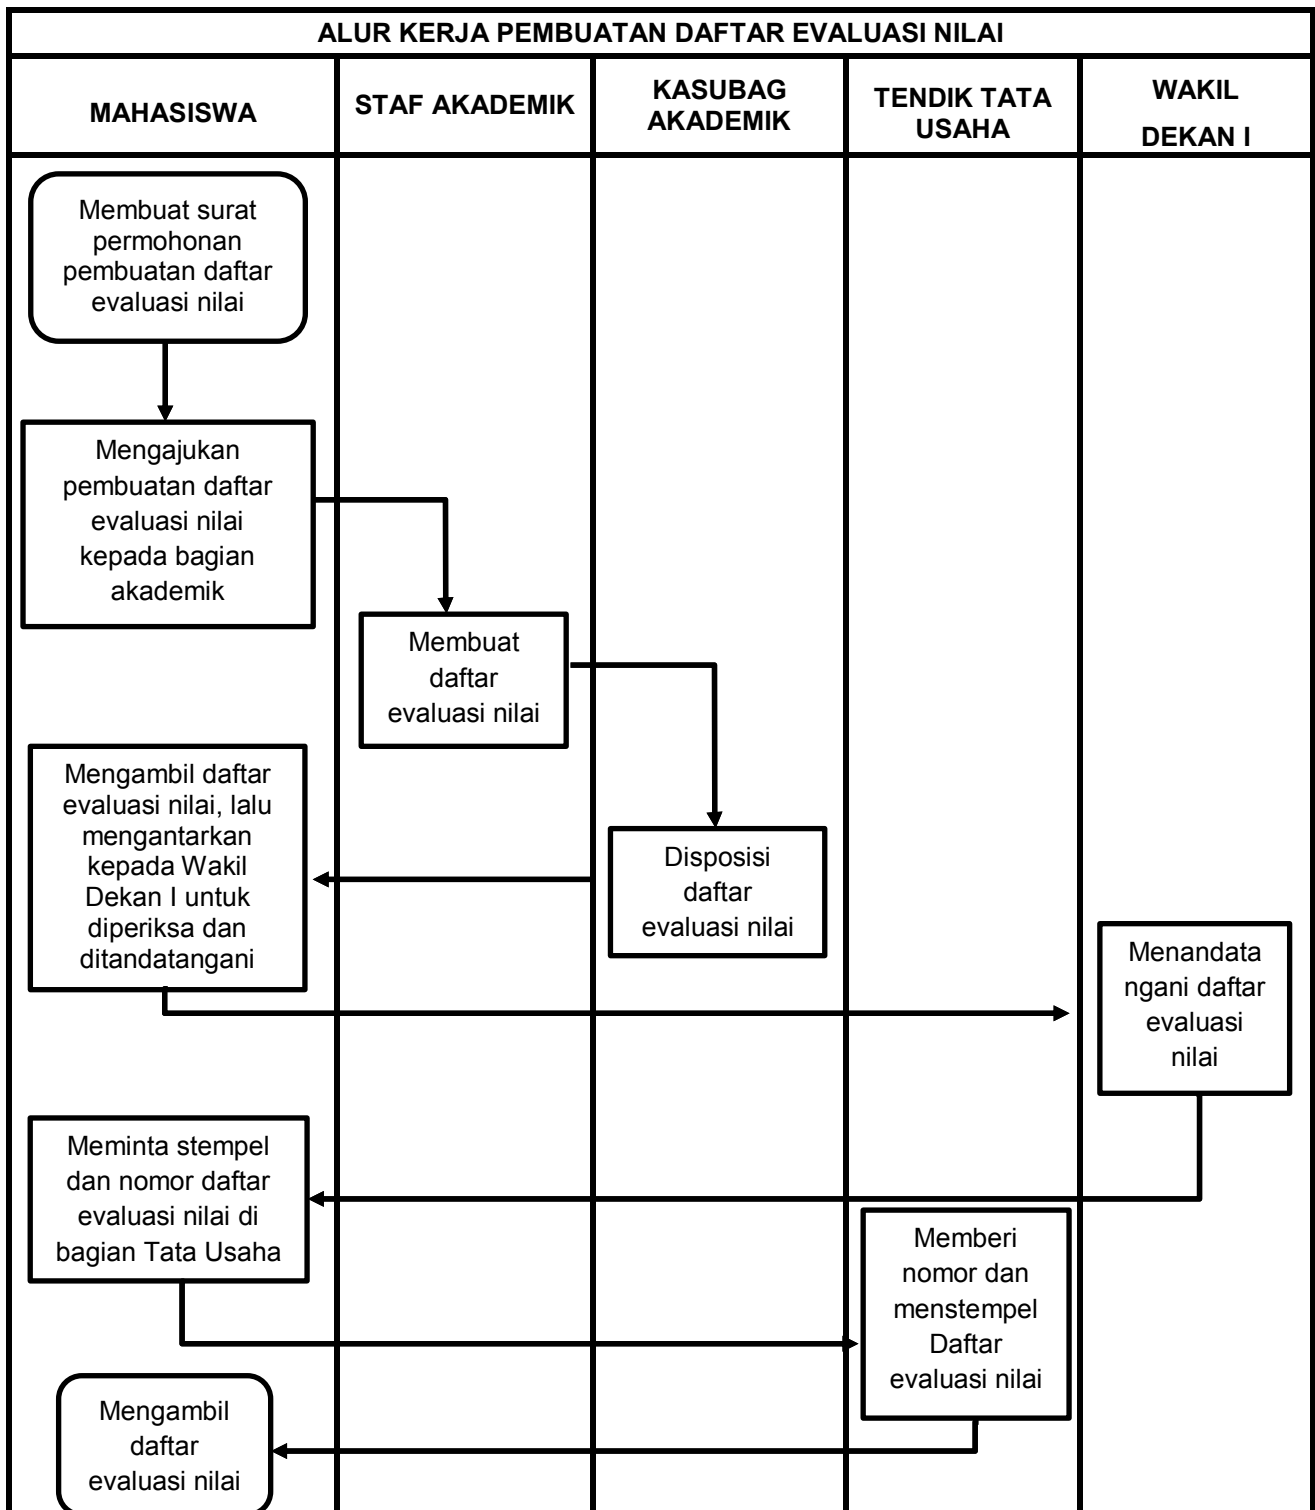 ALUR KERJA PEMBUATAN DAFTAR EVALUASI NILAI
MAHASISWA
STAF AKADEMIK
KASUBAG
AKADEMIK
TENDIK TATA
USAHA
WAKIL
DEKAN I
Membuat surat
permohonan
pembuatan daftar
evaluasi nilai
Mengajukan
pembuatan daftar
evaluasi nilai
kepada bagian
akademik
Membuat
daftar
evaluasi nilai
Disposisi
daftar
evaluasi nilai
Mengambil daftar
evaluasi nilai, lalu
mengantarkan
kepada Wakil
Dekan I untuk
diperiksa dan
ditandatangani
Menandata
ngani daftar
evaluasi
nilai
Meminta stempel
dan nomor daftar
evaluasi nilai di
bagian Tata Usaha
Memberi
nomor dan
menstempel
Daftar
evaluasi nilai
Mengambil
daftar
evaluasi nilai